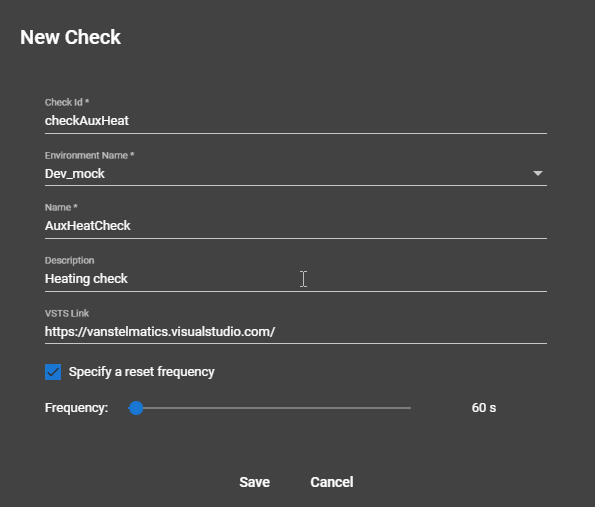 New Check
Check Id *
checkAuxHeat
Environment Name *
Dev_mock
Name *
AuxHeatCheck
Description
Heating check
VSTS Link
https://vanstelmatics.visualstudio.com/
Specify a reset frequency
Frequency: 60 s
Save Cancel